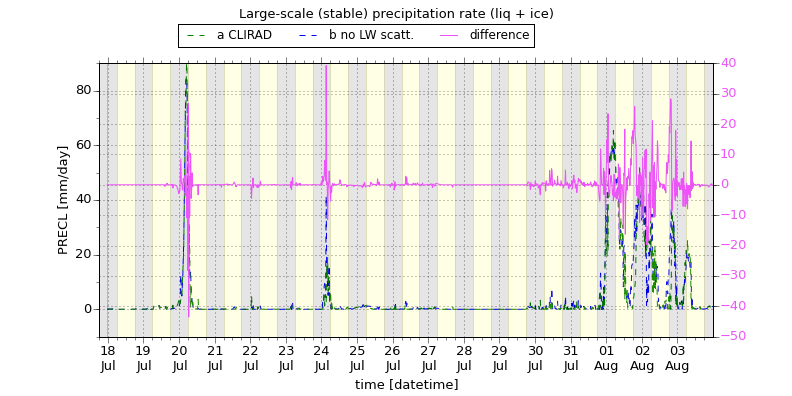 Large-scale (stable) precipitation rate (liq + ice)
a CLIRAD b no LW scatt. difference
PRECL [mm/day]
80
60
40
20
0
40
30
20
10
0
−10
−20
−30
−40
−50
18 19 20 21 22 23 24 25 26 27 28 29 30 31 01 02 03
Jul Jul Jul Jul Jul Jul Jul Jul Jul Jul Jul Jul Jul Jul Aug Aug Aug
time [datetime]